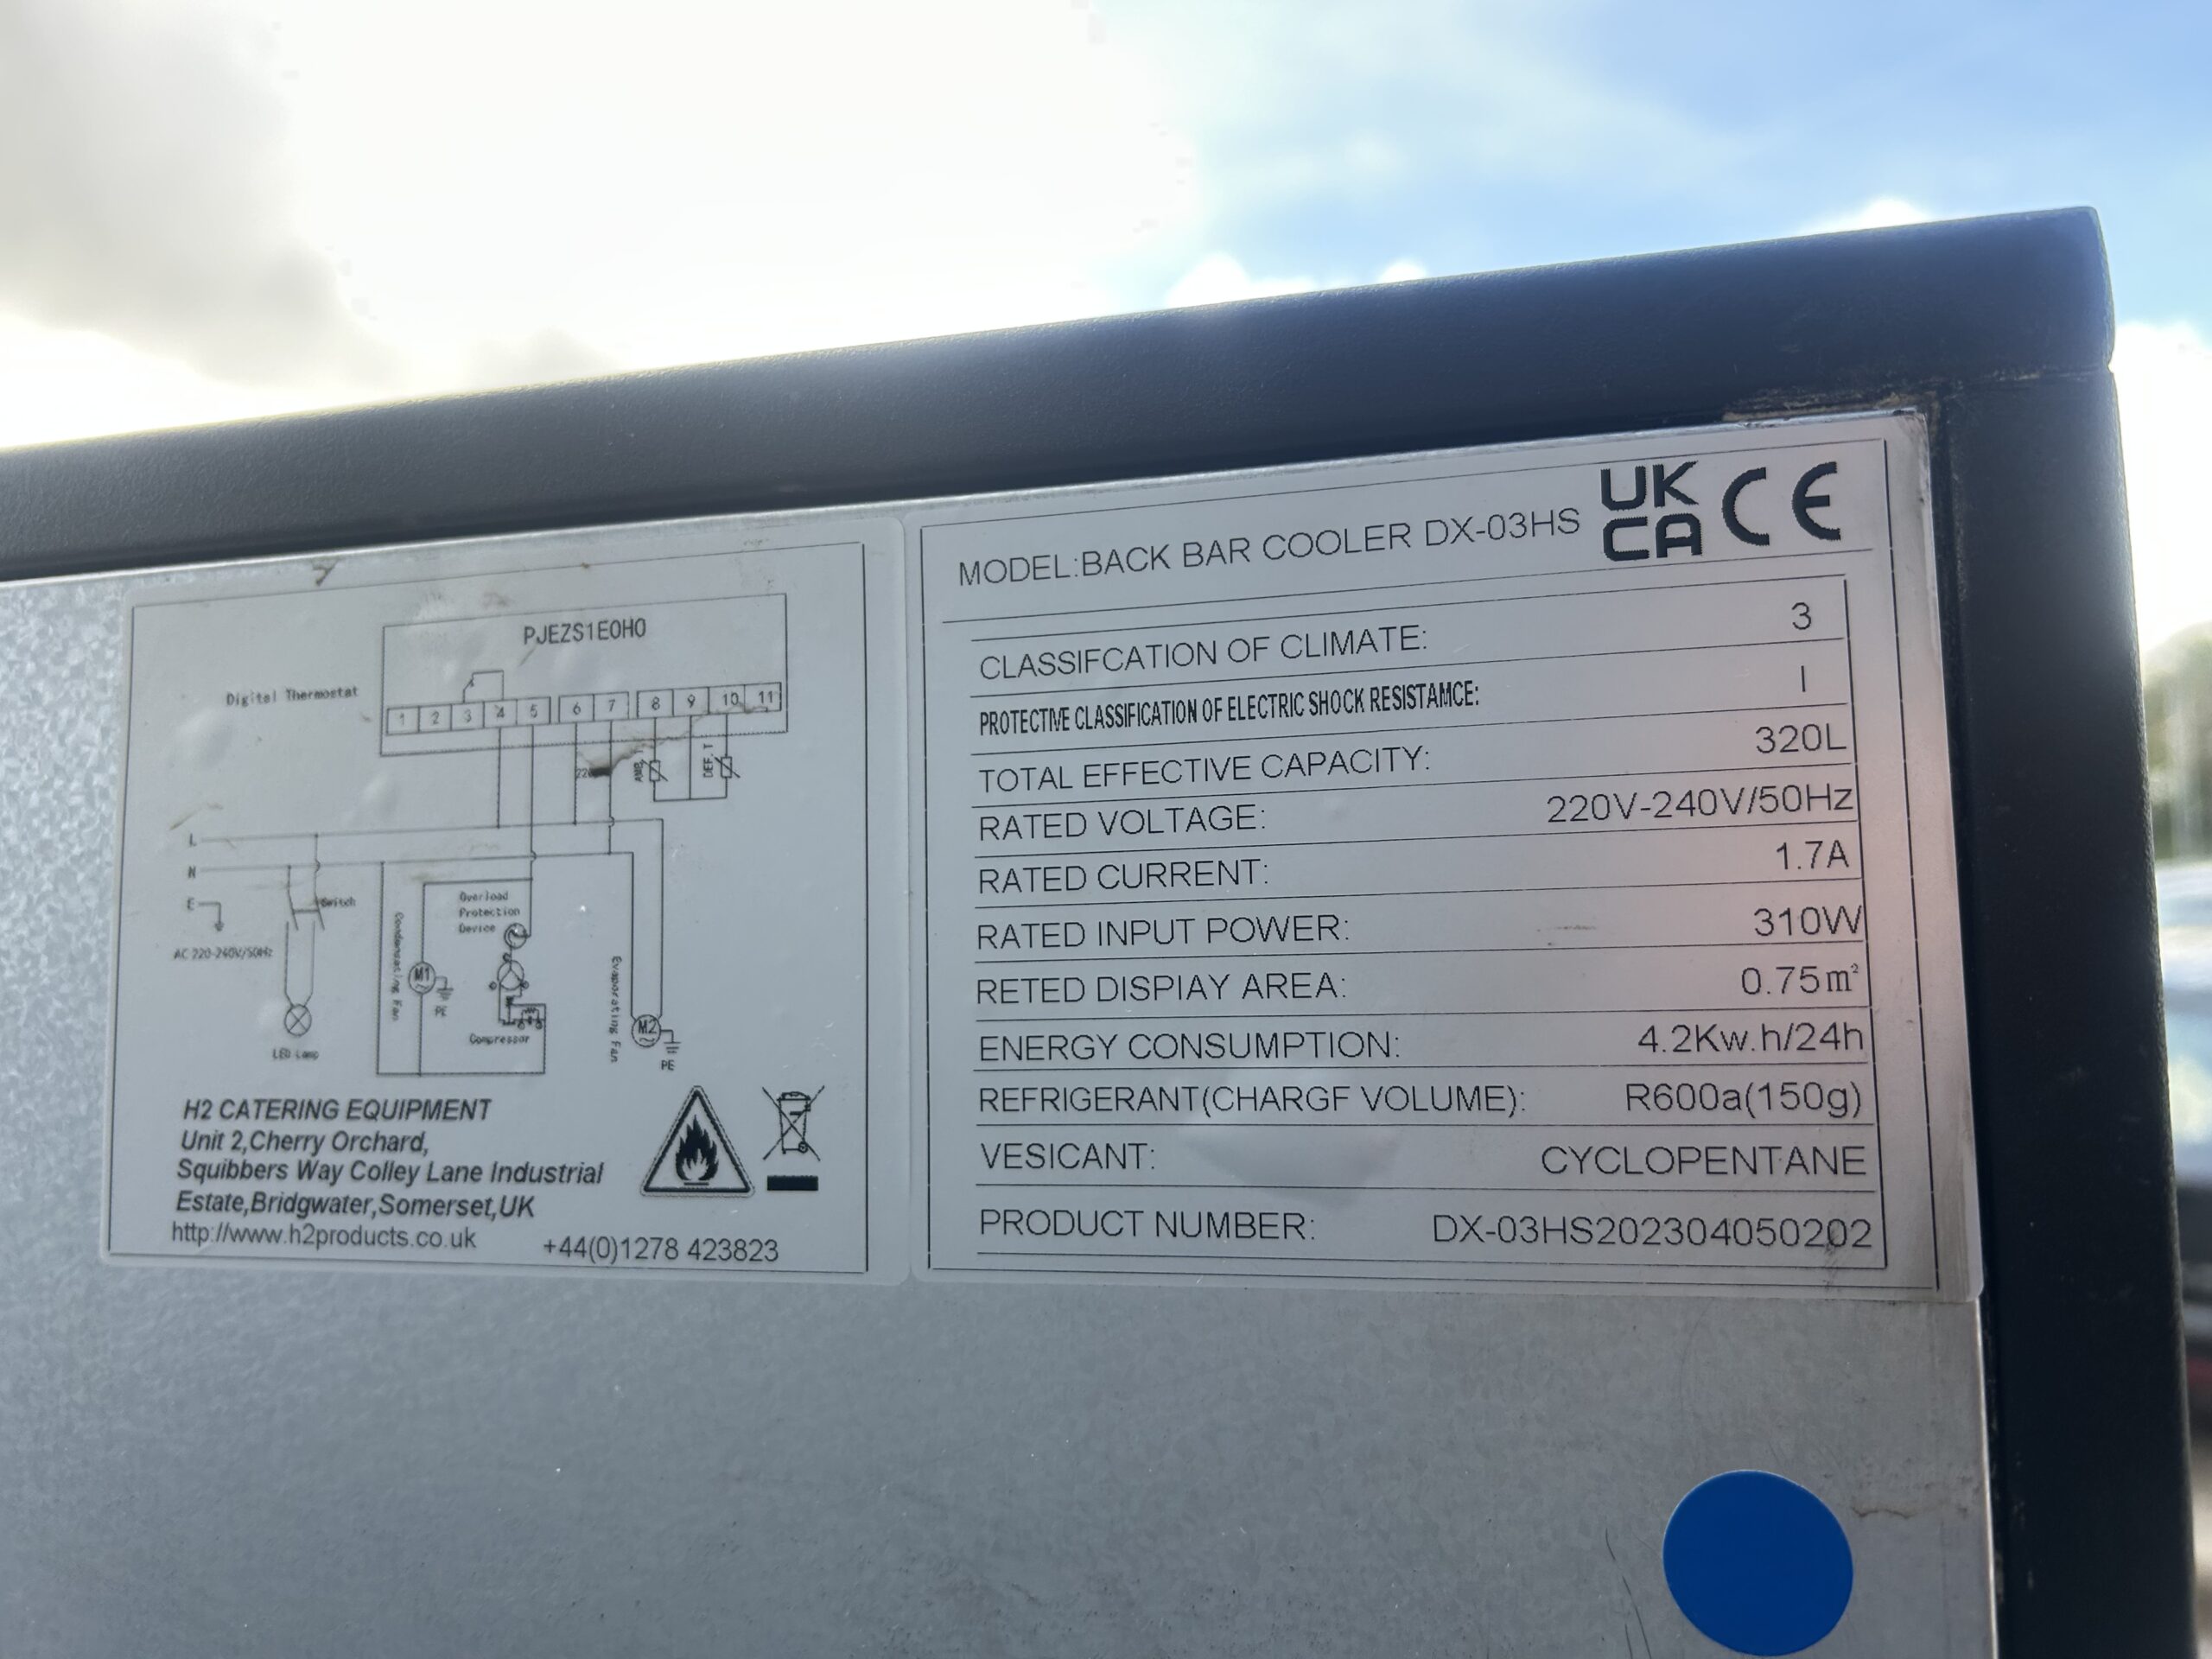 PJEZS1E0H0
Digital Thermostat
1 2 3 4 5 6 7 8 9 10 11
AMB. T
DEF. T
L
N
E
AC 220-240V/50Hz
Switch
LED Lamp
Condensating Fan
M1
PE
Overload
Protection
Device
Compressor
Evaporating Fan
M2
PE
H2 CATERING EQUIPMENT
Unit 2,Cherry Orchard,
Squibbers Way Colley Lane Industrial
Estate,Bridgwater,Somerset,UK
http://www.h2products.co.uk
+44(0)1278 423823
MODEL:BACK BAR COOLER DX-03HS
UK
CA CE
CLASSIFCATION OF CLIMATE: 3
PROTECTIVE CLASSIFICATION OF ELECTRIC SHOCK RESISTAMCE: I
TOTAL EFFECTIVE CAPACITY: 320L
RATED VOLTAGE: 220V-240V/50Hz
RATED CURRENT: 1.7A
RATED INPUT POWER: 310W
RETED DISPIAY AREA: 0.75m²
ENERGY CONSUMPTION: 4.2Kw.h/24h
REFRIGERANT(CHARGF VOLUME): R600a(150g)
VESICANT: CYCLOPENTANE
PRODUCT NUMBER: DX-03HS202304050202